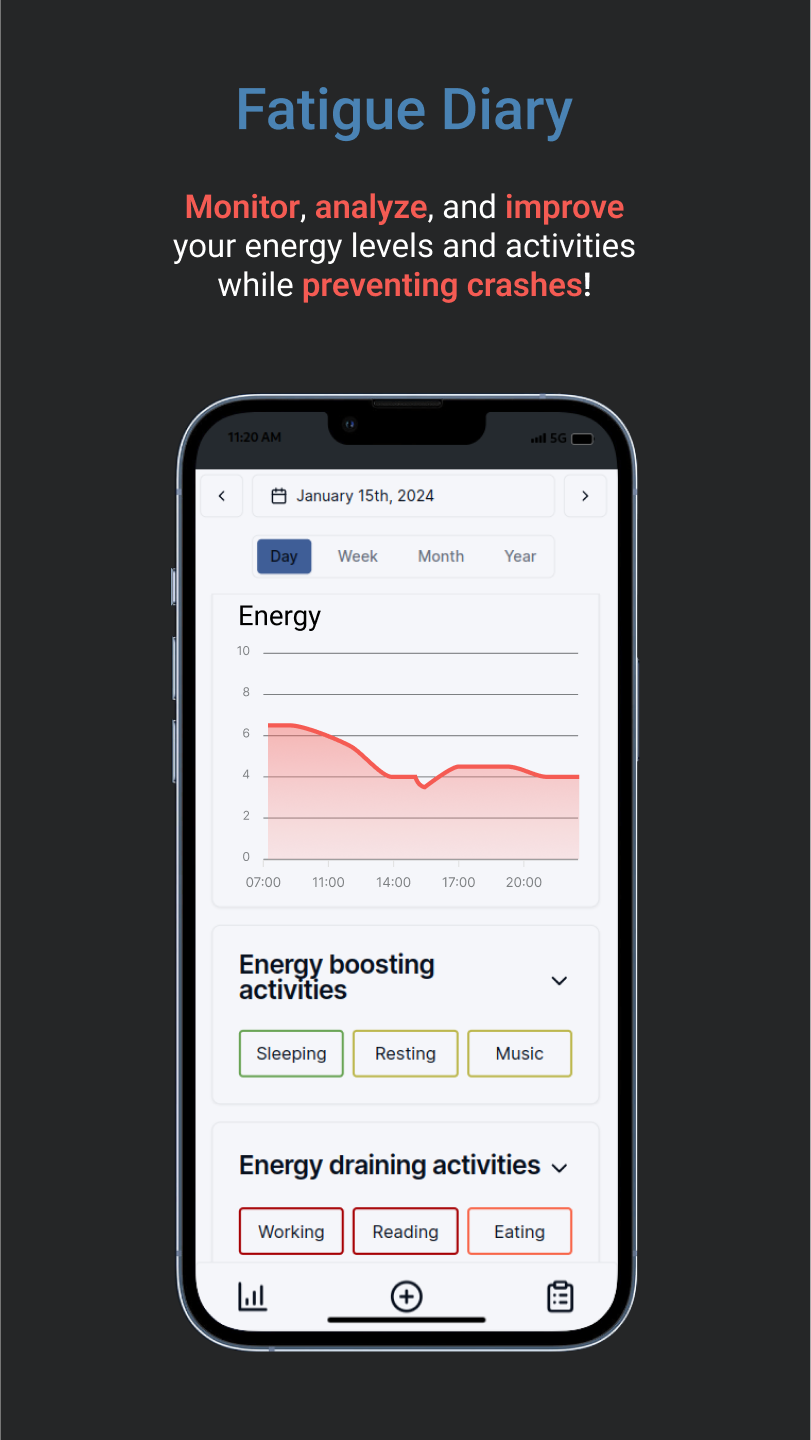 Fatigue Diary
Monitor, analyze, and improve
your energy levels and activities
while preventing crashes!
11:20 AM 5G
January 15th, 2024
Day Week Month Year
Energy
10
8
6
4
2
0
07:00 11:00 14:00 17:00 20:00
Energy boosting
activities
Sleeping Resting Music
Energy draining activities
Working Reading Eating